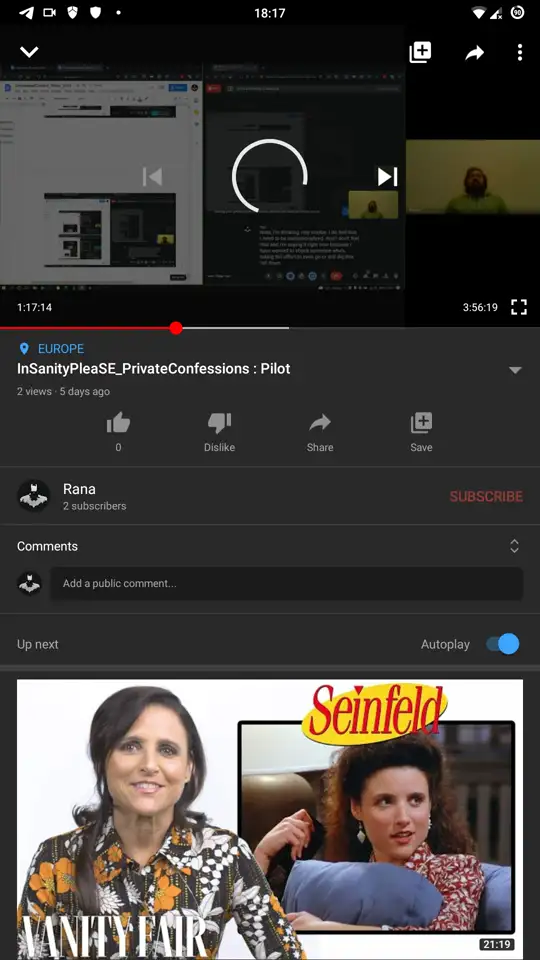 18:17
90
1:17:14
3:56:19
EUROPE
InSanityPleaSE_PrivateConfessions : Pilot
2 views · 5 days ago
0
Dislike
Share
Save
Rana
2 subscribers
SUBSCRIBE
Comments
Add a public comment...
Up next
Autoplay
Seinfeld
VANITY FAIR
21:19